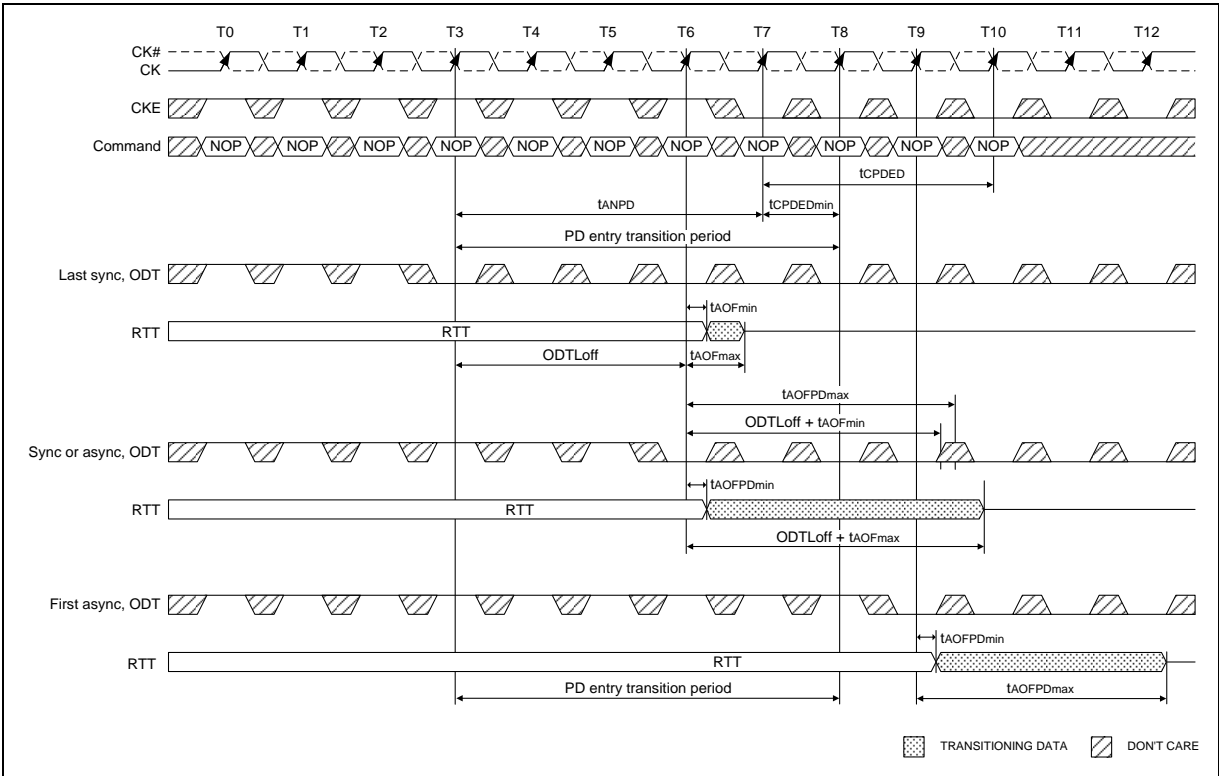 T0 T1 T2 T3 T4 T5 T6 T7 T8 T9 T10 T11 T12
CK#
CK
CKE
Command NOP NOP NOP NOP NOP NOP NOP NOP NOP NOP NOP
tCPDED
tANPD tCPDEDmin
PD entry transition period
Last sync, ODT
tAOFmin
RTT RTT
ODTLoff tAOFmax
tAOFPDmax
ODTLoff + tAOFmin
Sync or async, ODT
tAOFPDmin
RTT RTT
ODTLoff + tAOFmax
First async, ODT
tAOFPDmin
RTT RTT
PD entry transition period tAOFPDmax
TRANSITIONING DATA DON'T CARE